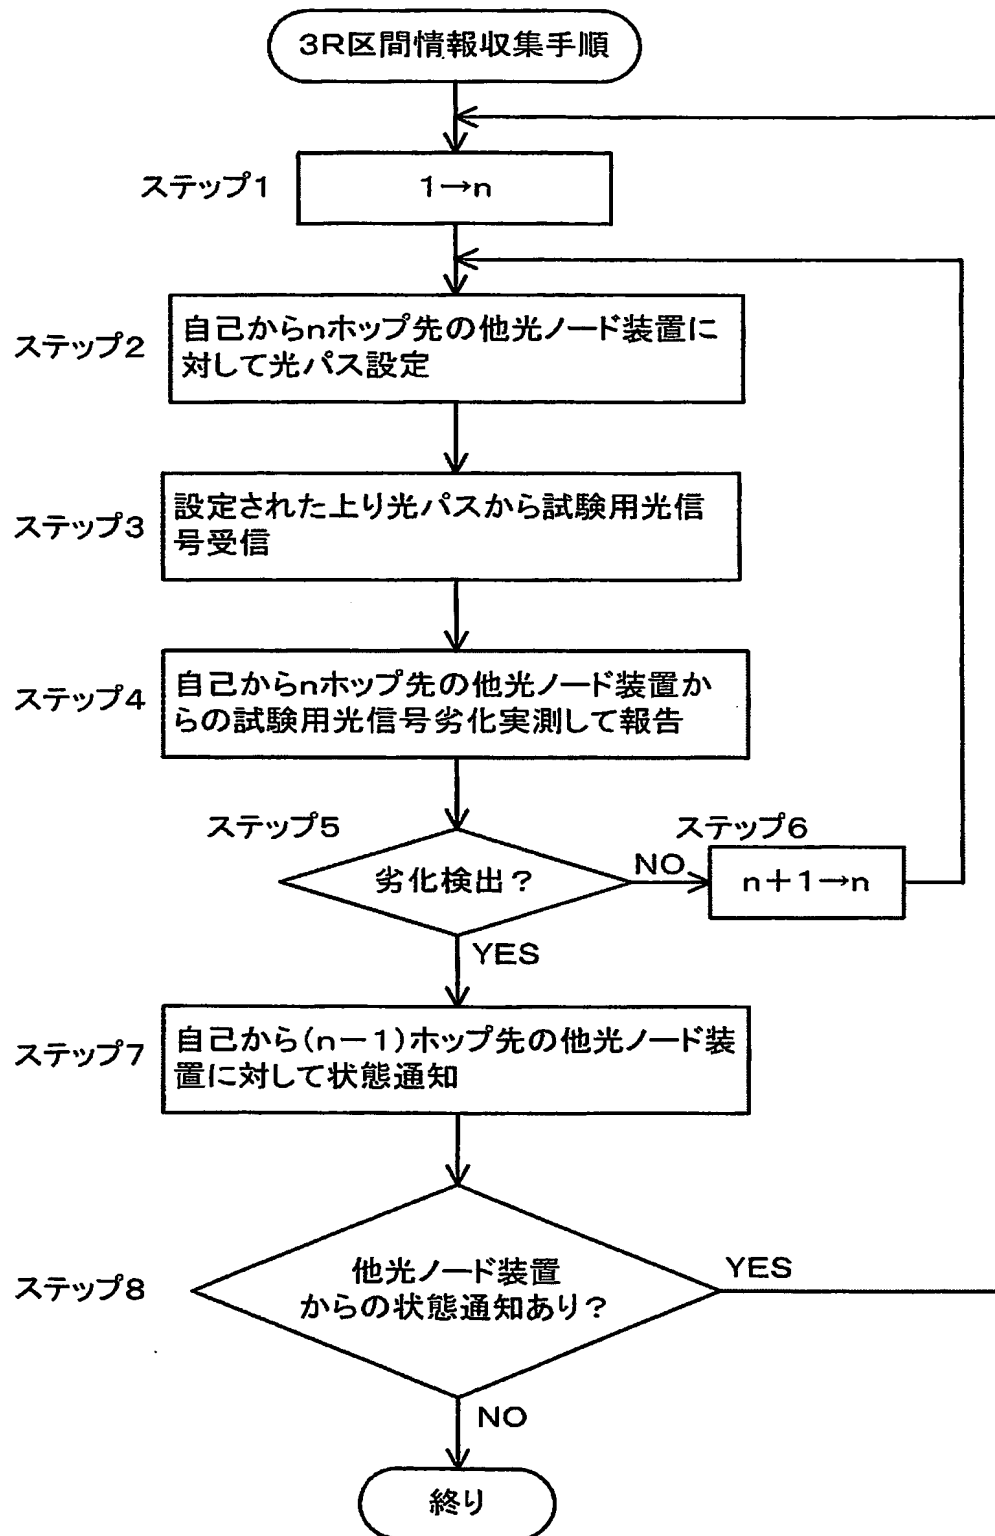 3R区間情報収集手順
ステップ1
1→n
ステップ2
自己からnホップ先の他光ノード装置に
対して光パス設定
ステップ3
設定された上り光パスから試験用光信
号受信
ステップ4
自己からnホップ先の他光ノード装置か
らの試験用光信号劣化実測して報告
ステップ5
劣化検出？
NO
ステップ6
n＋1→n
YES
ステップ7
自己から(n－1)ホップ先の他光ノード装
置に対して状態通知
ステップ8
他光ノード装置
からの状態通知あり？
YES
NO
終り